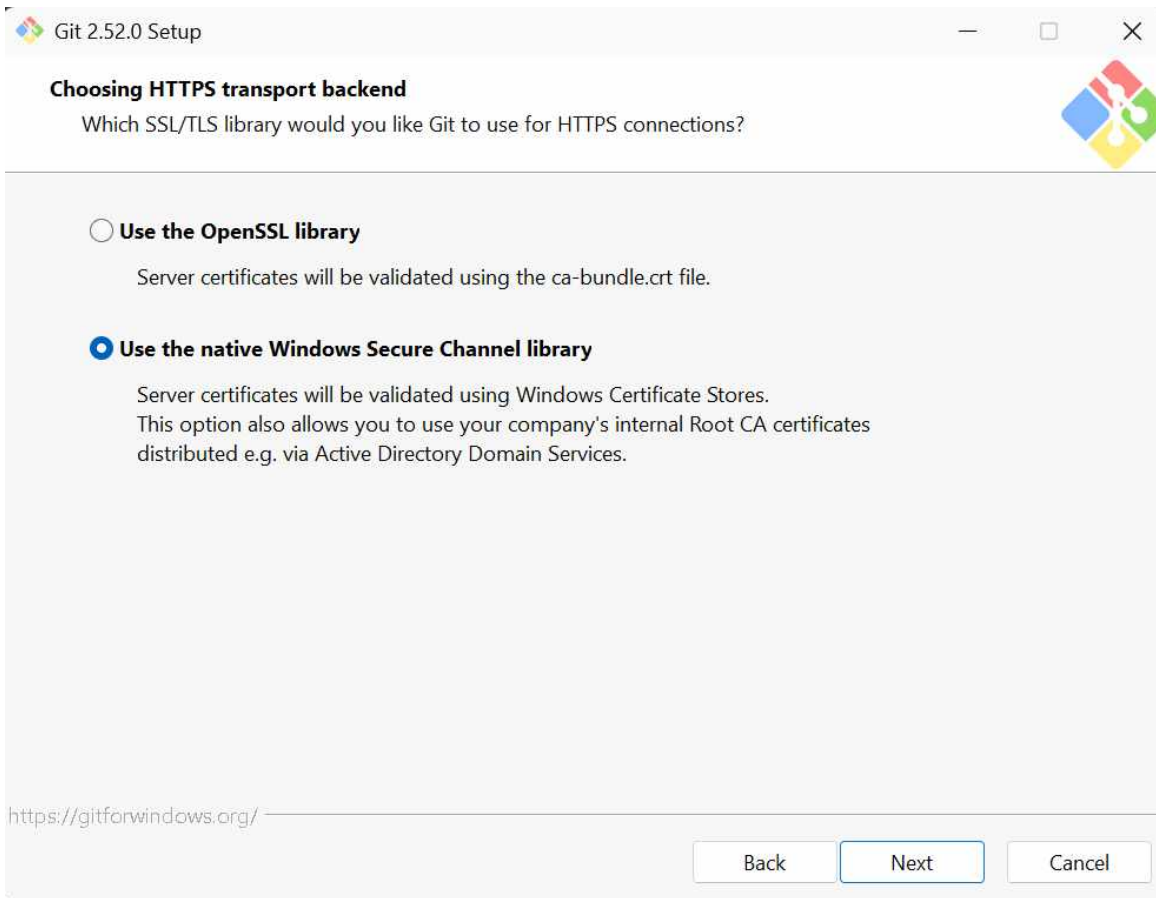 Git 2.52.0 Setup
Choosing HTTPS transport backend
Which SSL/TLS library would you like Git to use for HTTPS connections?
Use the OpenSSL library
Server certificates will be validated using the ca-bundle.crt file.
Use the native Windows Secure Channel library
Server certificates will be validated using Windows Certificate Stores.
This option also allows you to use your company's internal Root CA certificates
distributed e.g. via Active Directory Domain Services.
https://gitforwindows.org/
Back Next Cancel